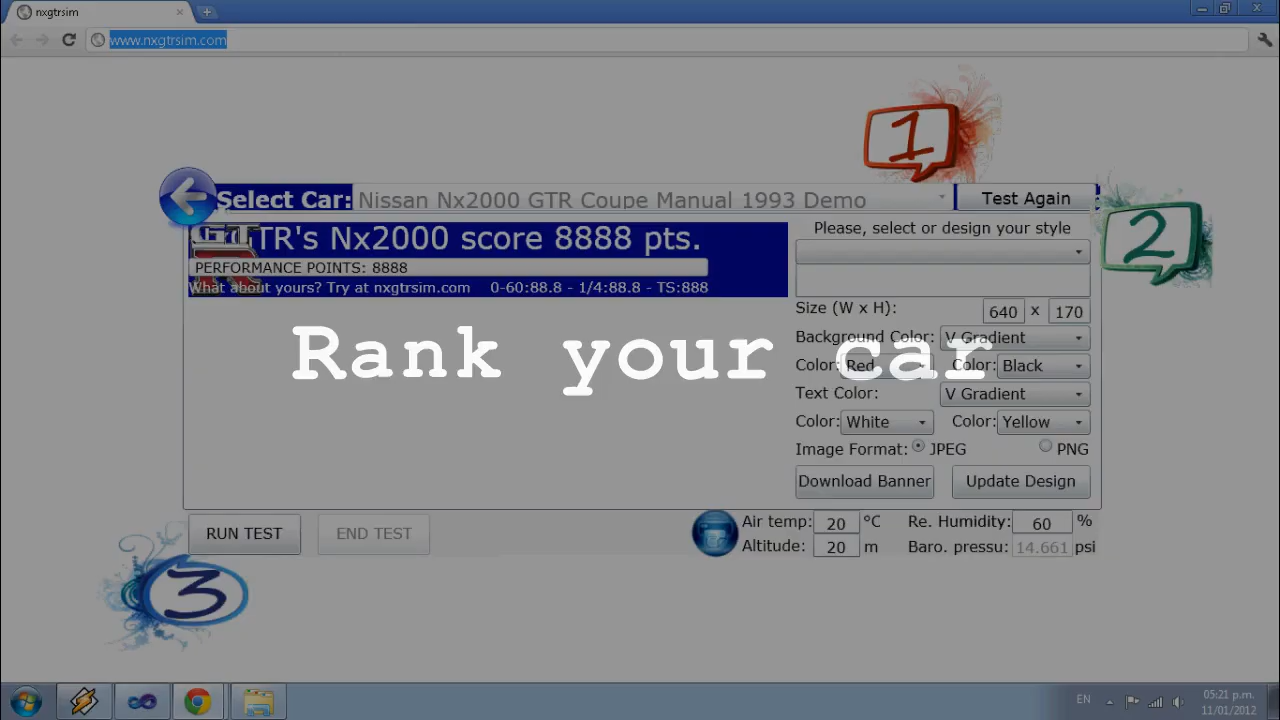 nxgtrsim
www.nxgtrsim.com
1
Select Car: Nissan Nx2000 GTR Coupe Manual 1993 Demo Test Again
2
TR's Nx2000 score 8888 pts.
PERFORMANCE POINTS: 8888
What about yours? Try at nxgtrsim.com 0-60:88.8 - 1/4:88.8 - TS:888
Please, select or design your style
Size (W x H): 640 x 170
Background Color: V Gradient
Color: Red Color: Black
Text Color: V Gradient
Color: White Color: Yellow
Image Format: JPEG PNG
Download Banner Update Design
Rank your car
RUN TEST END TEST
Air temp: 20 °C Re. Humidity: 60 %
Altitude: 20 m Baro. pressu: 14.661 psi
3
EN
05:21 p.m.
11/01/2012